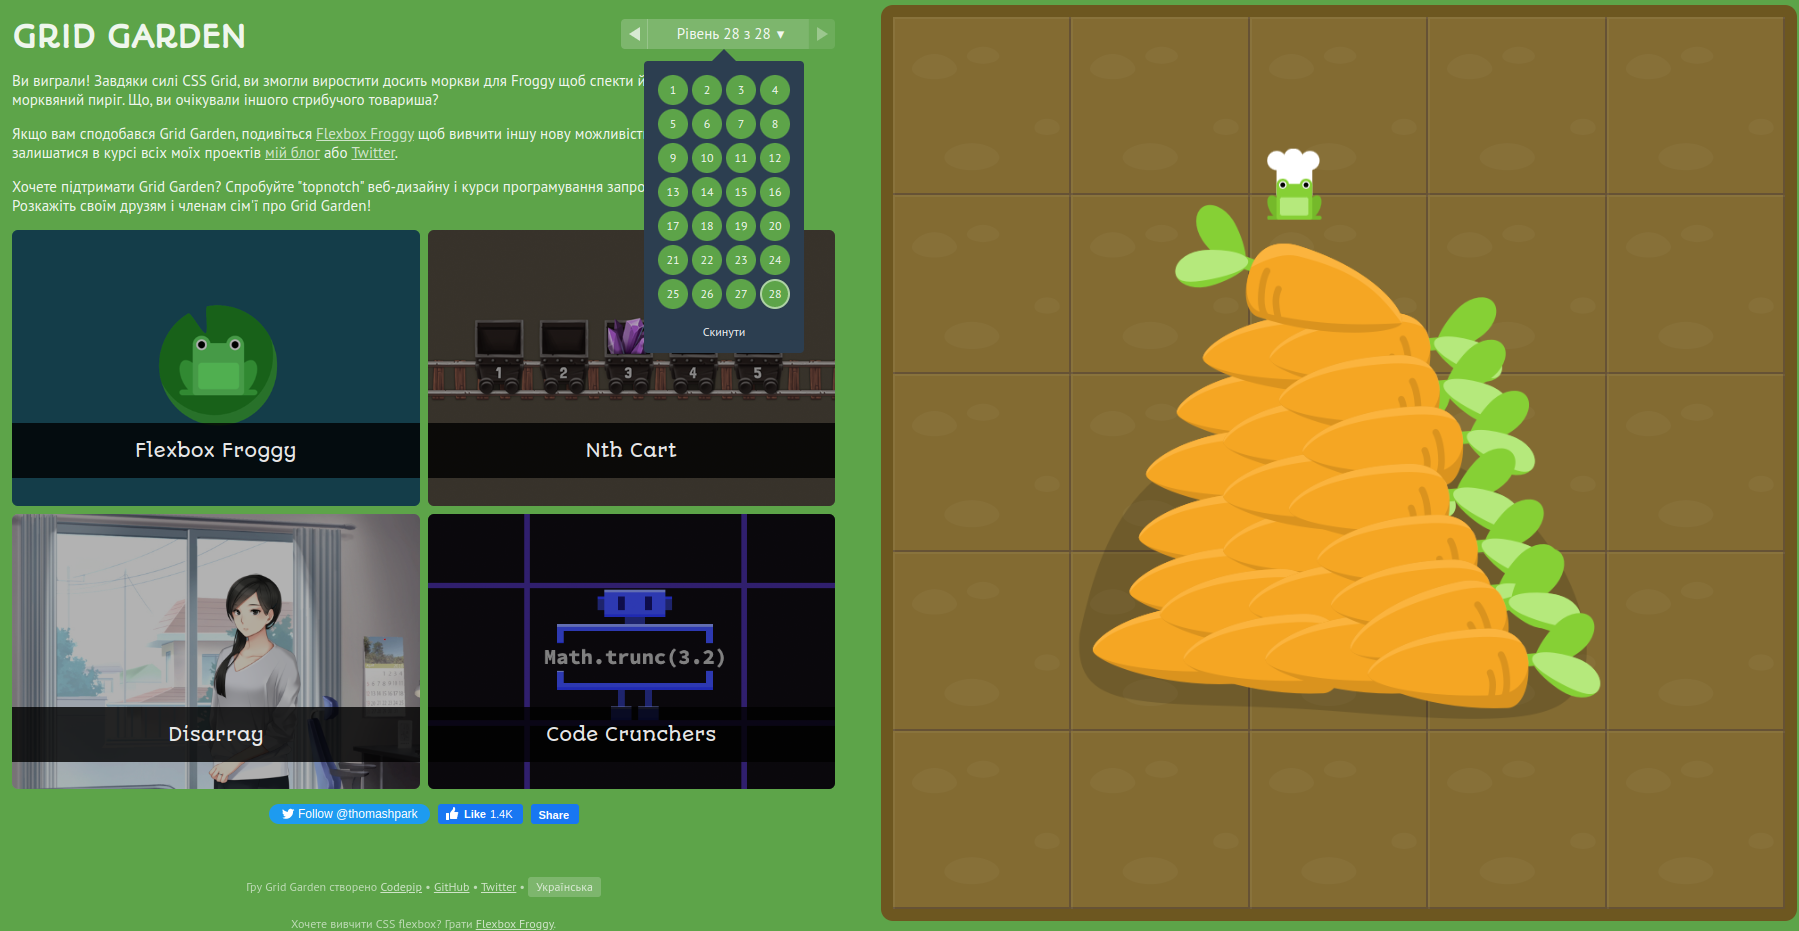 GRID GARDEN
Рівень 28 з 28 ▼
Ви виграли! Завдяки силі CSS Grid, ви змогли виростити досить моркви для Froggy щоб спекти й
морквяний пиріг. Що, ви очікували іншого стрибучого товариша?
Якщо вам сподобався Grid Garden, подивіться Flexbox Froggy щоб вивчити іншу нову
залишатися в курсі всіх моїх проектів мій блог або Twitter.
Хочете підтримати Grid Garden? Спробуйте "topnotch" веб-дизайну і курси програмування
Розкажіть своїм друзям і членам сім'ї про Grid Garden!
1 2 3 4
5 6 7 8
9 10 11 12
13 14 15 16
17 18 19 20
21 22 23 24
25 26 27 28
Скинути
1 2 3 4 5
Flexbox Froggy
Nth Cart
Math.trunc(3.2)
Disarray
Code Crunchers
Follow @thomashpark
Like 1.4K
Share
Гру Grid Garden створено Codepip • GitHub • Twitter • Українська
Хочете вивчити CSS flexbox? Грати Flexbox Froggy.